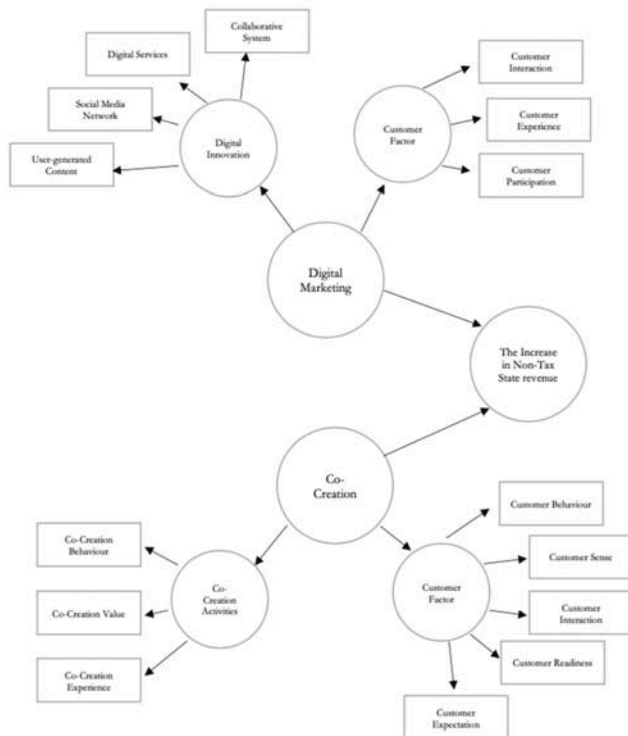 Collaborative
System
Digital Services
Social Media
Network
User-generated
Content
Digital
Innovation
Customer
Factor
Customer
Interaction
Customer
Experience
Customer
Participation
Digital
Marketing
The Increase
in Non-Tax
State revenue
Co-
Creation
Co-Creation
Behaviour
Co-Creation Value
Co-Creation
Experience
Co-
Creation
Activities
Customer
Factor
Customer Behaviour
Customer Sense
Customer
Interaction
Customer Readiness
Customer
Expectation